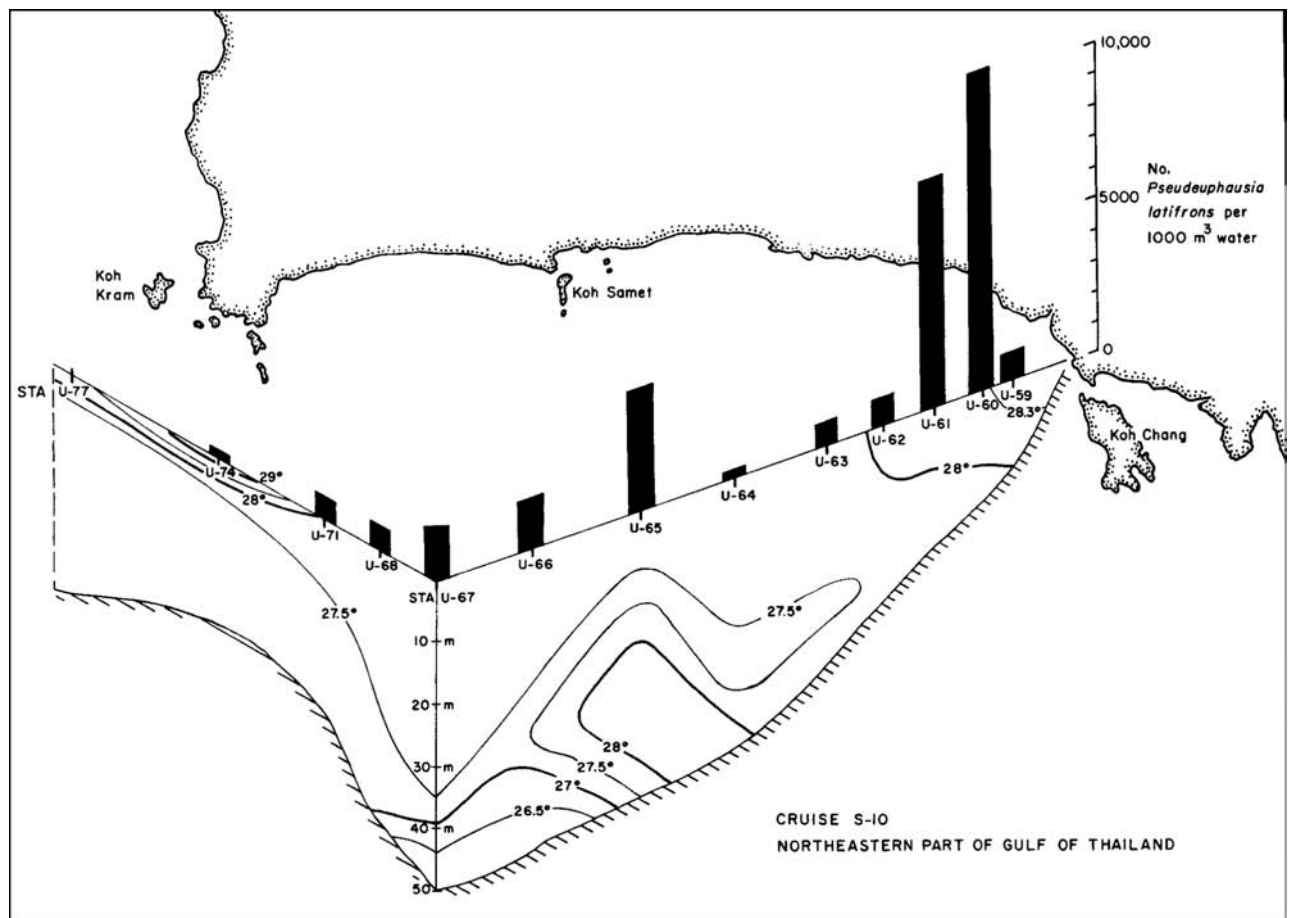 10,000
No.
Pseudeuphausia
latifrons per
1000 m³ water
5000
0
Koh
Kram
Koh Samet
Koh Chang
STA U-77
U-74
U-71
U-68
STA U-67
U-66
U-65
U-64
U-63
U-62
U-61
U-60
U-59
28.3°
28°
29°
28°
27.5°
27.5°
10 m
20 m
30 m
40 m
50
28°
27.5°
27°
26.5°
CRUISE S-10
NORTHEASTERN PART OF GULF OF THAILAND